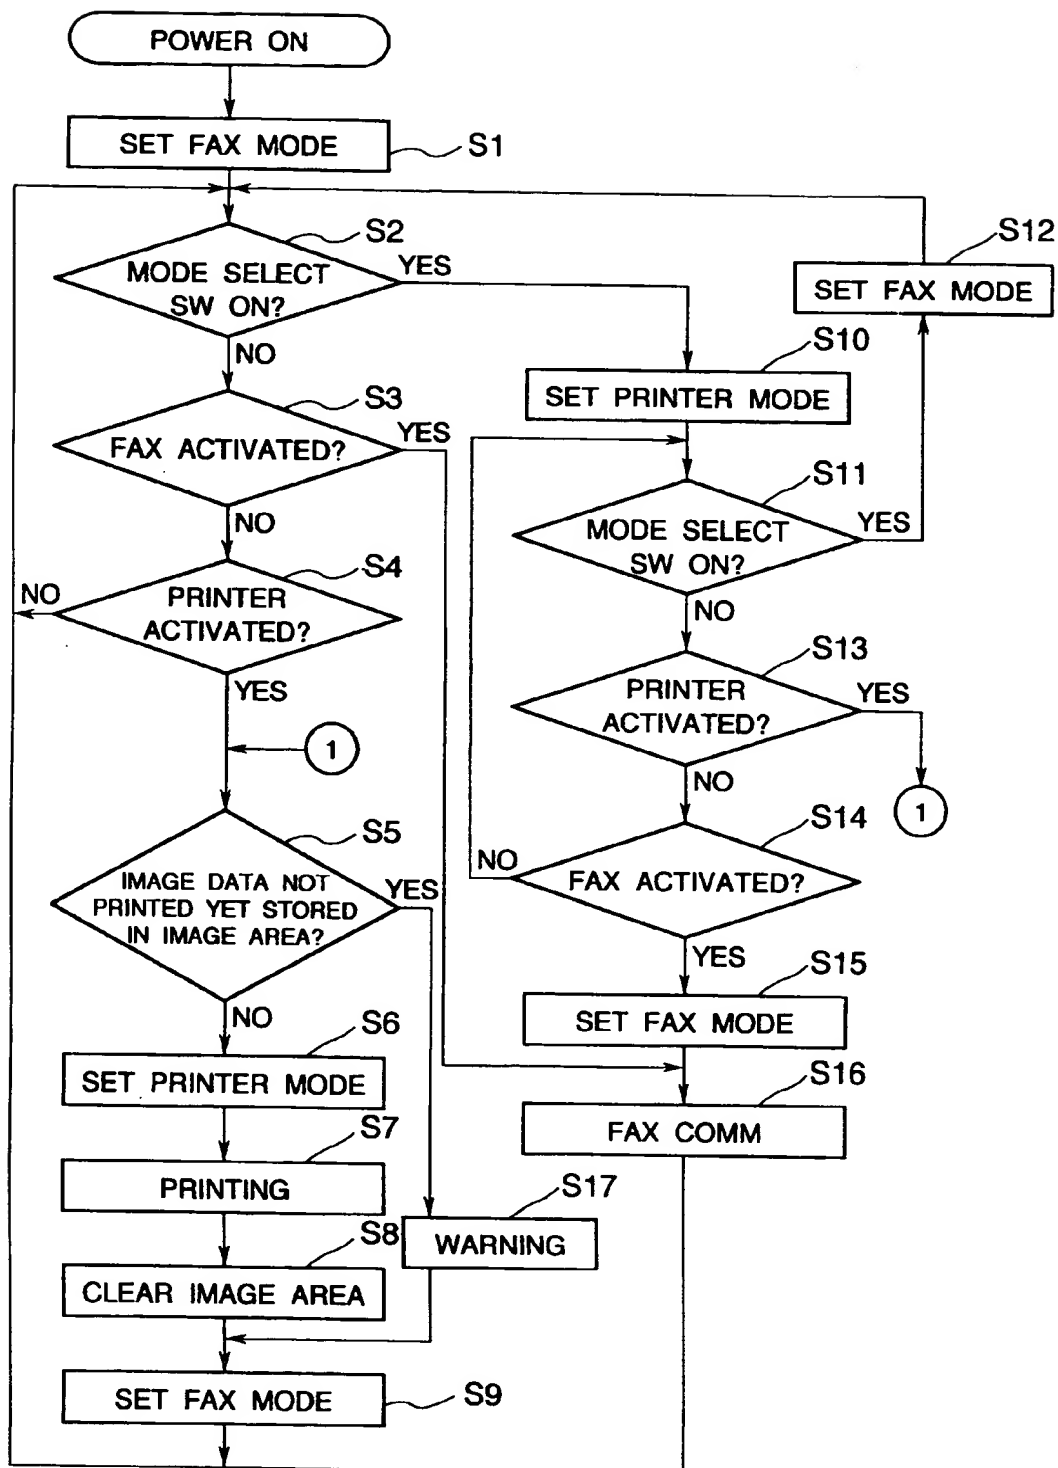 POWER ON
SET FAX MODE
S1
S2
MODE SELECT
SW ON?
YES
NO
S12
SET FAX MODE
S10
SET PRINTER MODE
S3
FAX ACTIVATED?
YES
NO
S11
MODE SELECT
SW ON?
YES
NO
S4
PRINTER
ACTIVATED?
NO
YES
1
S13
PRINTER
ACTIVATED?
YES
NO
1
S5
IMAGE DATA NOT
PRINTED YET STORED
IN IMAGE AREA?
YES
NO
S14
FAX ACTIVATED?
NO
YES
S15
SET FAX MODE
S6
SET PRINTER MODE
S16
FAX COMM
S7
PRINTING
S17
WARNING
S8
CLEAR IMAGE AREA
SET FAX MODE
S9